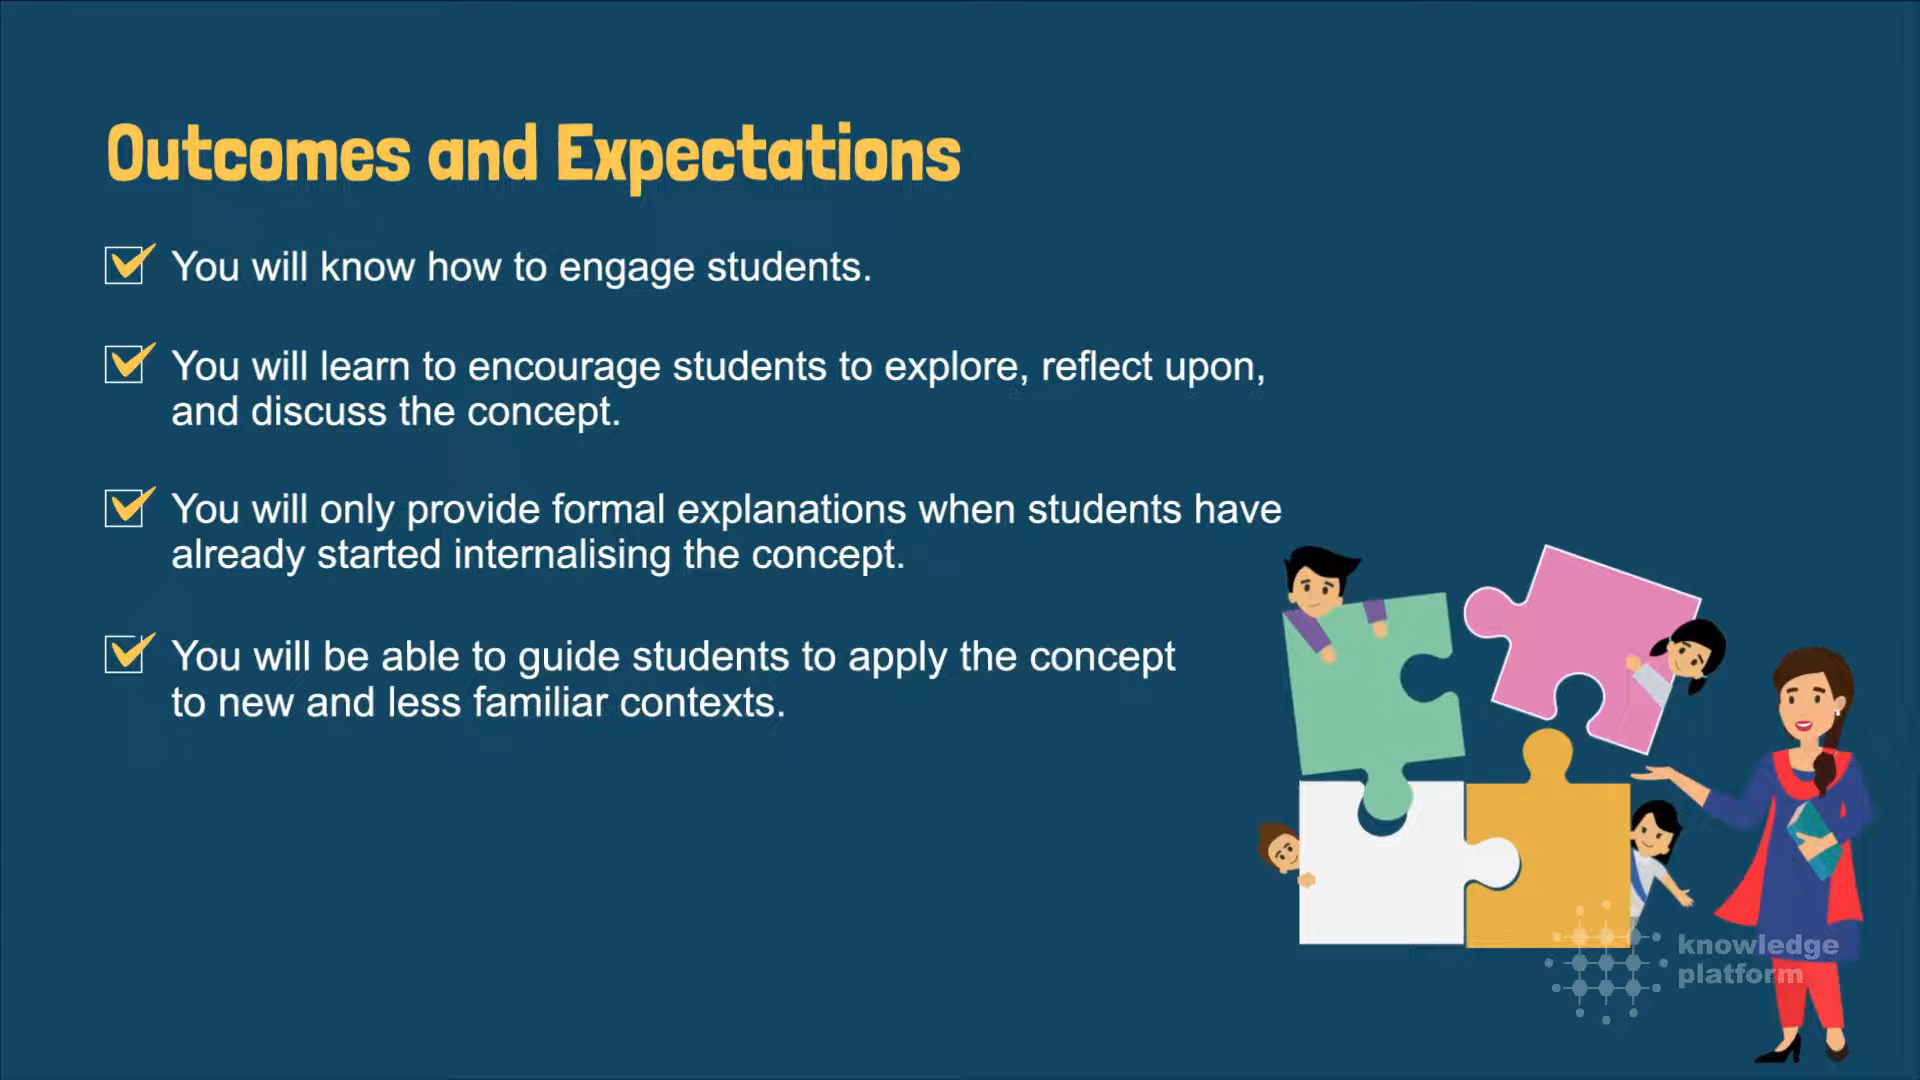 Outcomes and Expectations
You will know how to engage students.
You will learn to encourage students to explore, reflect upon,
and discuss the concept.
You will only provide formal explanations when students have
already started internalising the concept.
You will be able to guide students to apply the concept
to new and less familiar contexts.
knowledge
platform